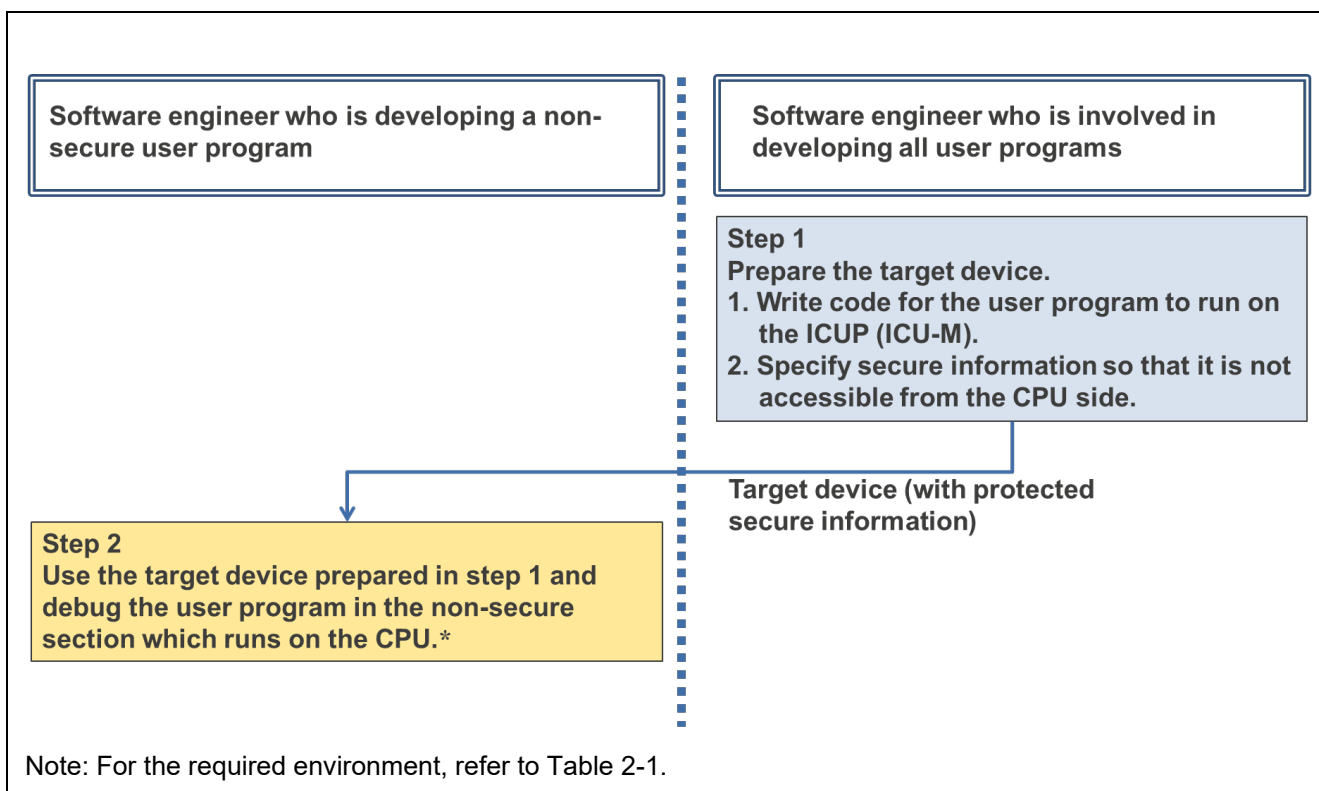 Software engineer who is developing a non-
secure user program
Software engineer who is involved in
developing all user programs
Step 1
Prepare the target device.
1. Write code for the user program to run on
the ICUP (ICU-M).
2. Specify secure information so that it is not
accessible from the CPU side.
Target device (with protected
secure information)
Step 2
Use the target device prepared in step 1 and
debug the user program in the non-secure
section which runs on the CPU.*
Note: For the required environment, refer to Table 2-1.